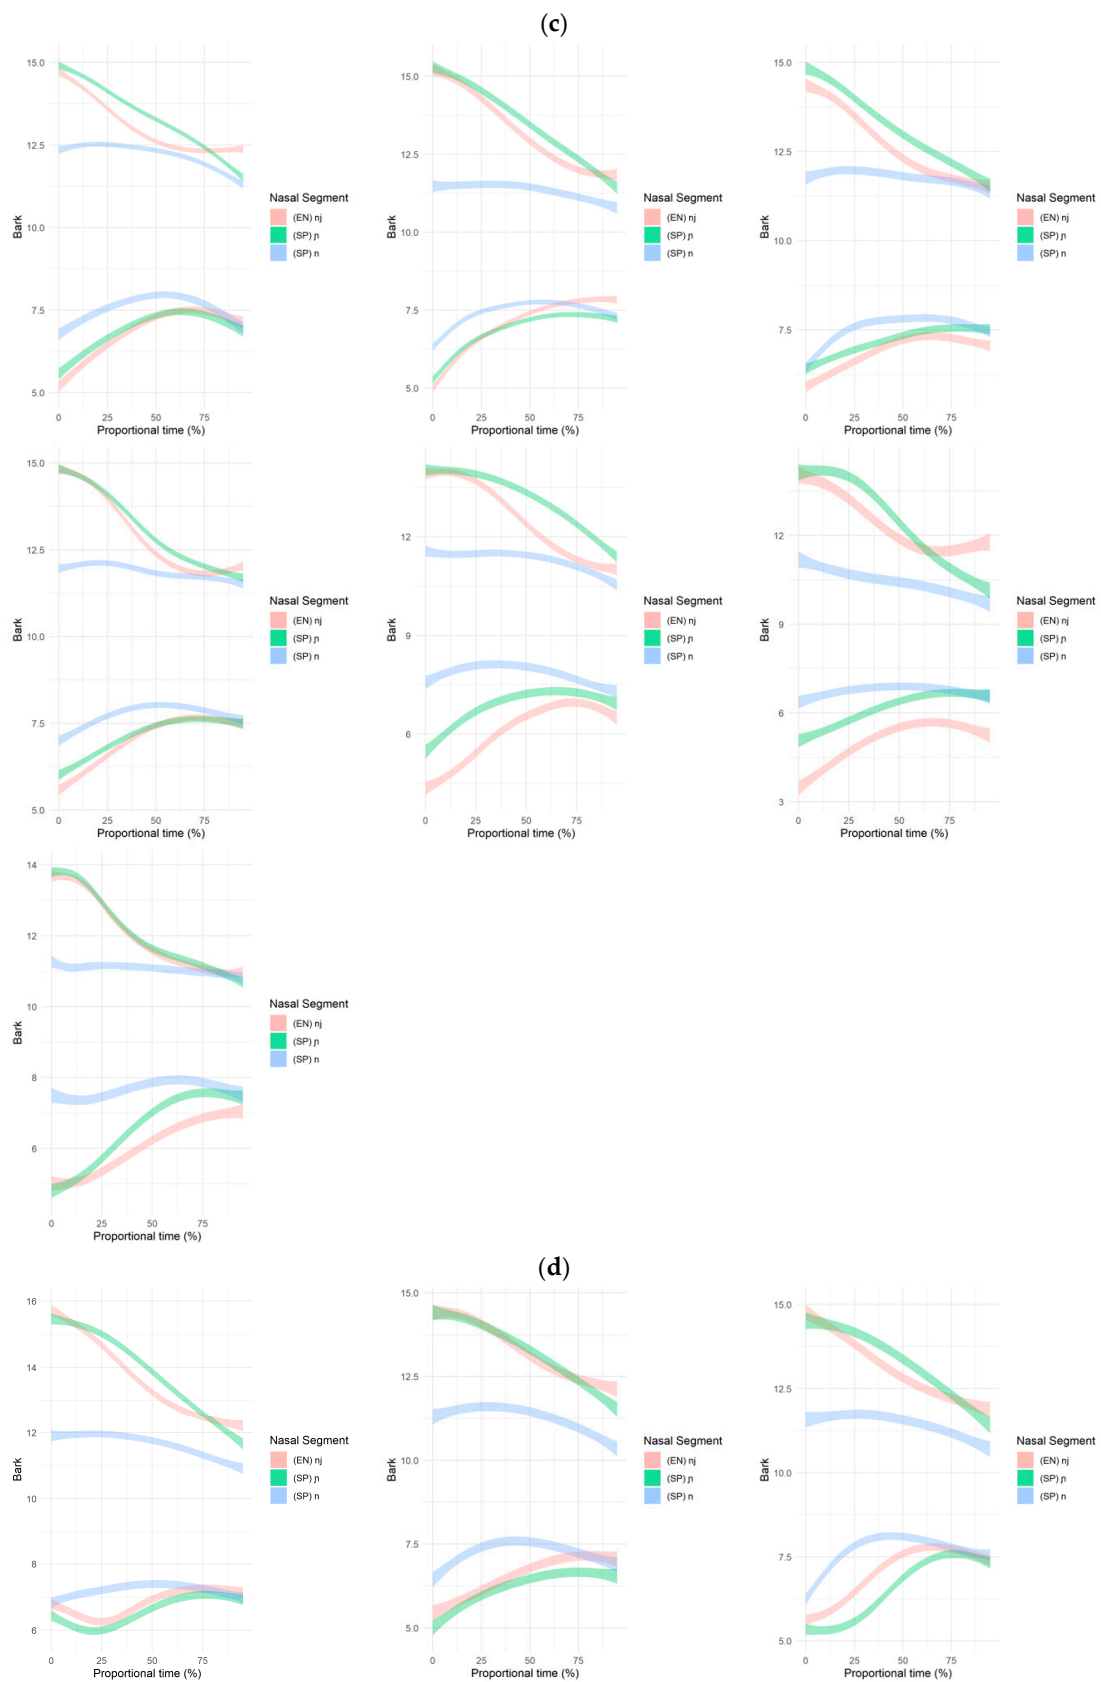 (c)
15.0
12.5
10.0
7.5
5.0
Bark
0 25 50 75
Proportional time (%)
Nasal Segment
(EN) nj
(SP) ɲ
(SP) n
15.0
12.5
10.0
7.5
5.0
Bark
0 25 50 75
Proportional time (%)
Nasal Segment
(EN) nj
(SP) ɲ
(SP) n
15.0
12.5
10.0
7.5
Bark
0 25 50 75
Proportional time (%)
Nasal Segment
(EN) nj
(SP) ɲ
(SP) n
15.0
12.5
10.0
7.5
5.0
Bark
0 25 50 75
Proportional time (%)
Nasal Segment
(EN) nj
(SP) ɲ
(SP) n
12
9
6
Bark
0 25 50 75
Proportional time (%)
Nasal Segment
(EN) nj
(SP) ɲ
(SP) n
12
9
6
3
Bark
0 25 50 75
Proportional time (%)
Nasal Segment
(EN) nj
(SP) ɲ
(SP) n
14
12
10
8
6
Bark
0 25 50 75
Proportional time (%)
Nasal Segment
(EN) nj
(SP) ɲ
(SP) n
(d)
16
14
12
10
8
6
Bark
0 25 50 75
Proportional time (%)
Nasal Segment
(EN) nj
(SP) ɲ
(SP) n
15.0
12.5
10.0
7.5
5.0
Bark
0 25 50 75
Proportional time (%)
Nasal Segment
(EN) nj
(SP) ɲ
(SP) n
15.0
12.5
10.0
7.5
5.0
Bark
0 25 50 75
Proportional time (%)
Nasal Segment
(EN) nj
(SP) ɲ
(SP) n